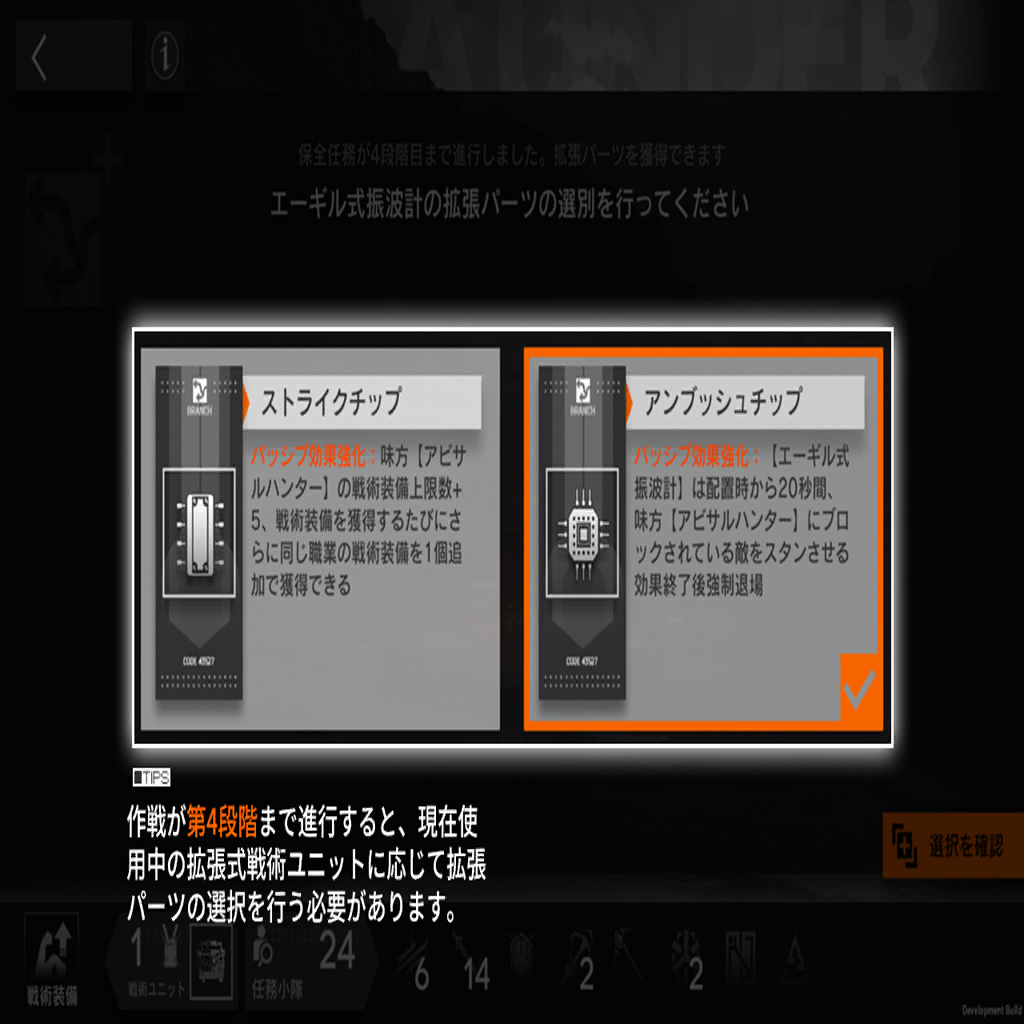 AUNDER
保全任務が4段階目まで進行しました。拡張パーツを獲得できます
エーギル式振波計の拡張パーツの選別を行ってください
BRANCH
ストライクチップ
パッシブ効果強化：味方【アビサ
ルハンター】の戦術装備上限数+
5、戦術装備を獲得するたびにさ
らに同じ職業の戦術装備を1個追
加で獲得できる
CODE 43527
BRANCH
アンブッシュチップ
パッシブ効果強化：【エーギル式
振波計】は配置時から20秒間、
味方【アビサルハンター】にブロ
ックされている敵をスタンさせる
効果終了後強制退場
CODE 43527
TIPS
作戦が第4段階まで進行すると、現在使
用中の拡張式戦術ユニットに応じて拡張
パーツの選択を行う必要があります。
選択を確認
戦術装備
1
戦術ユニット
24
任務小隊
6
14
2
2
Development Build